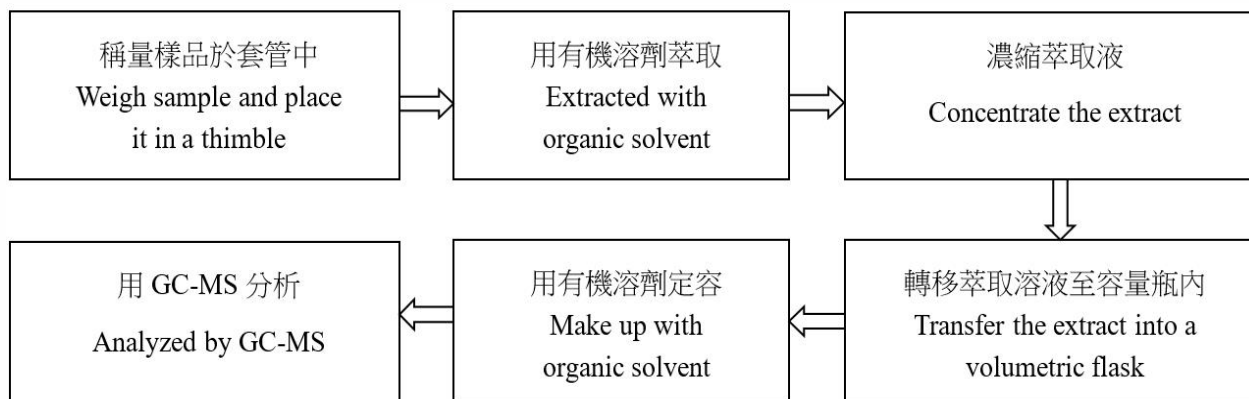 稱量樣品於套管中
Weigh sample and place
it in a thimble
用有機溶劑萃取
Extracted with
organic solvent
濃縮萃取液
Concentrate the extract
轉移萃取溶液至容量瓶內
Transfer the extract into a
volumetric flask
用有機溶劑定容
Make up with
organic solvent
用 GC-MS 分析
Analyzed by GC-MS